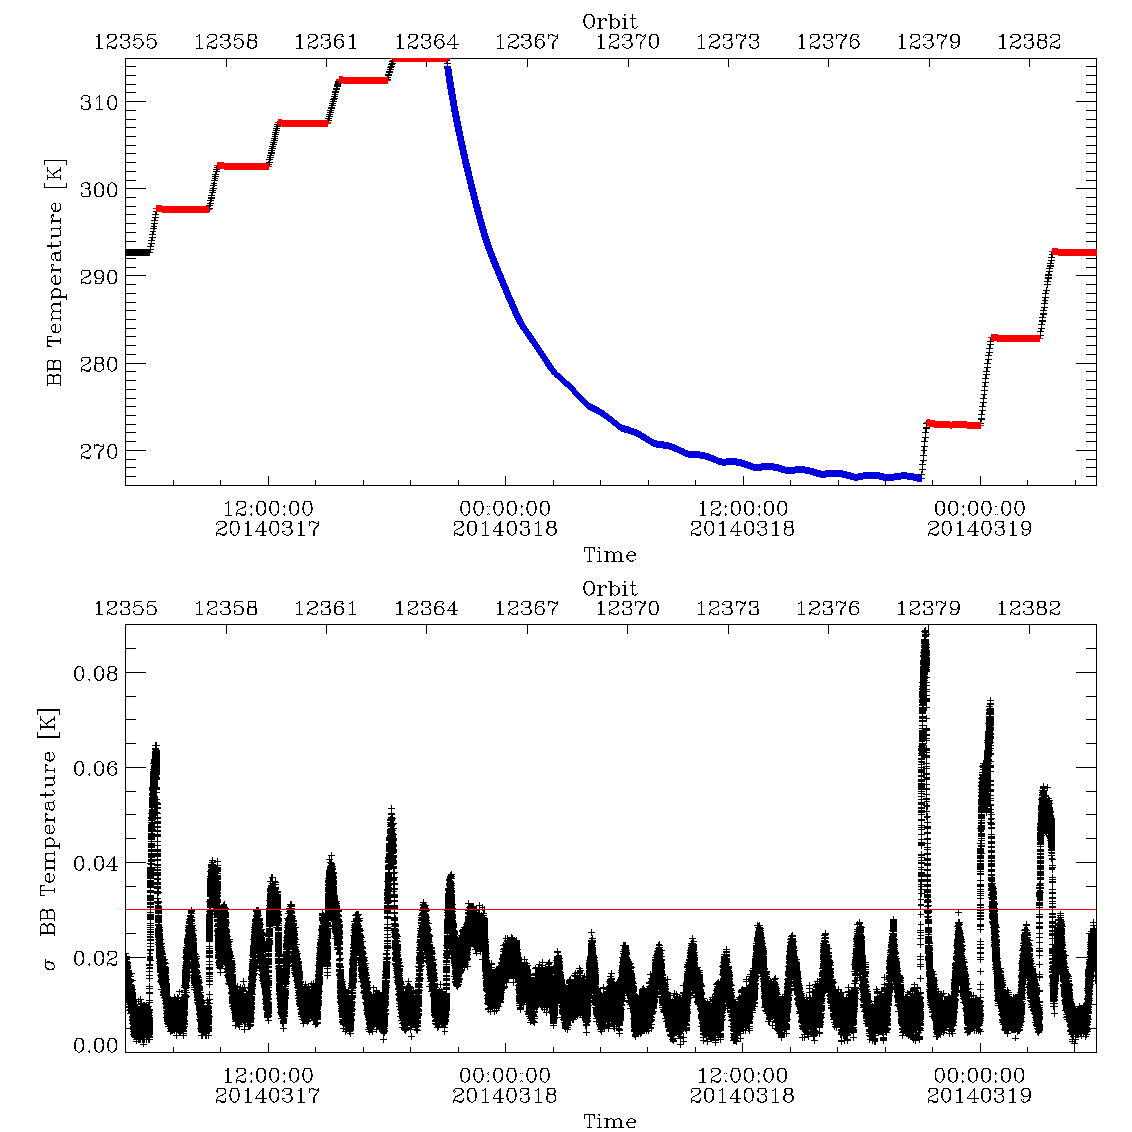 Orbit
12355 12358 12361 12364 12367 12370 12373 12376 12379 12382
BB Temperature [K]
310
300
290
280
270
12:00:00 00:00:00 12:00:00 00:00:00
20140317 20140318 20140318 20140319
Time
Orbit
12355 12358 12361 12364 12367 12370 12373 12376 12379 12382
σ BB Temperature [K]
0.08
0.06
0.04
0.02
0.00
12:00:00 00:00:00 12:00:00 00:00:00
20140317 20140318 20140318 20140319
Time